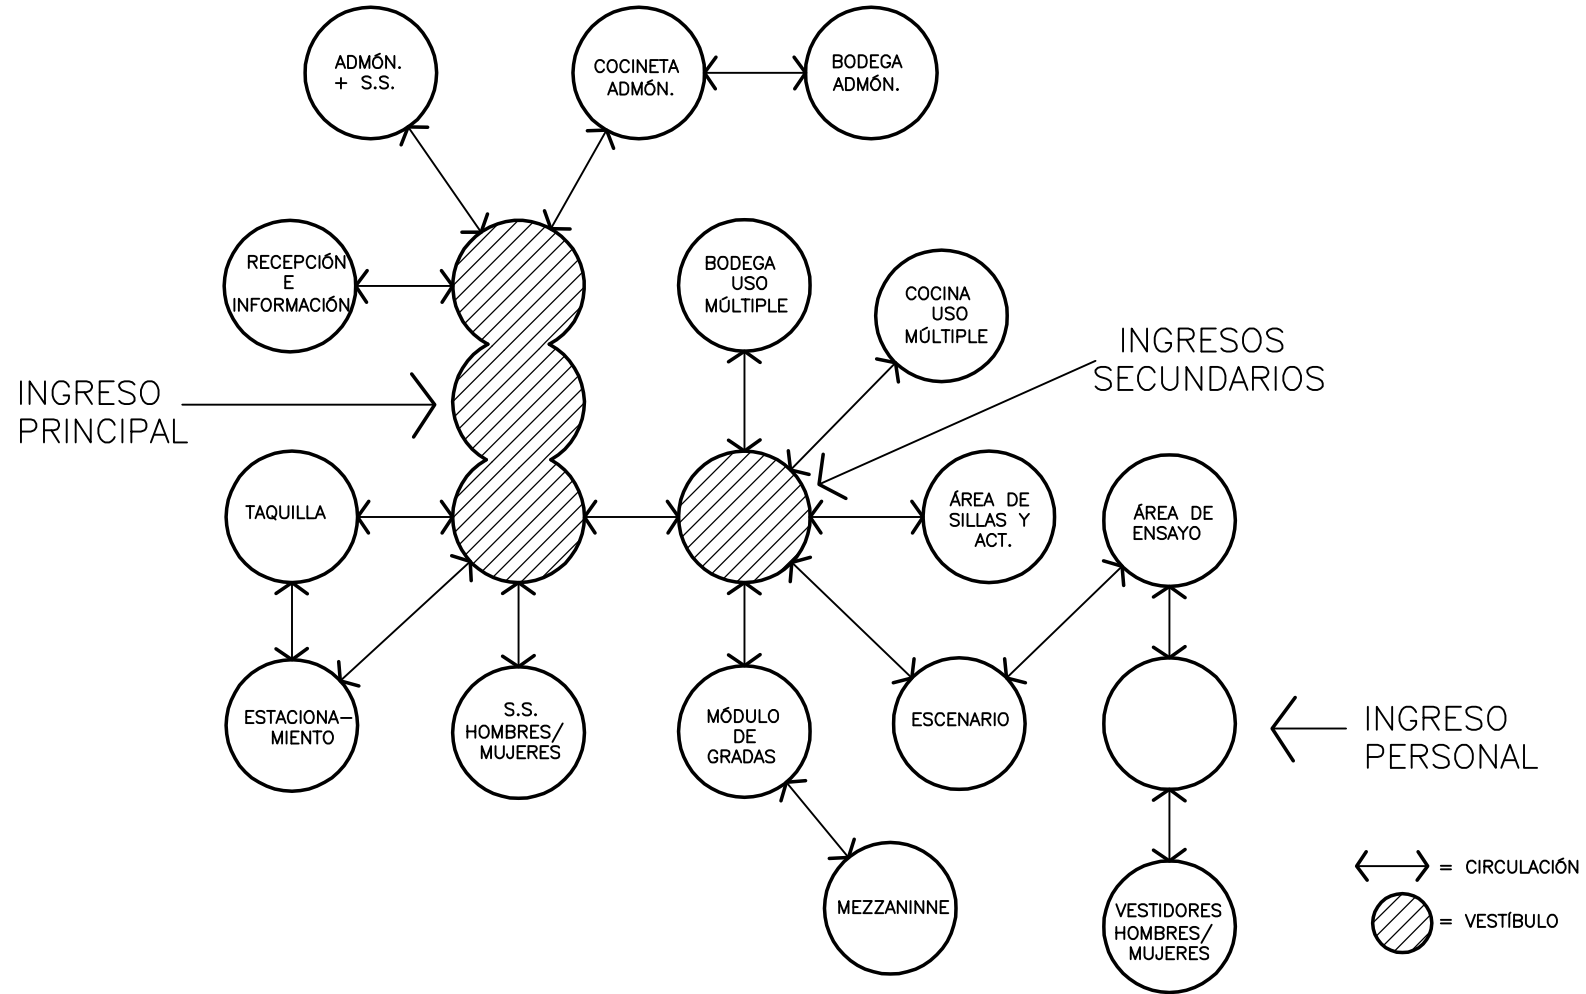 ADMÓN.
+ S.S.
COCINETA
ADMÓN.
BODEGA
ADMÓN.
RECEPCIÓN
E
INFORMACIÓN
BODEGA
USO
MÚLTIPLE
COCINA
USO
MÚLTIPLE
INGRESOS
SECUNDARIOS
INGRESO
PRINCIPAL
TAQUILLA
ÁREA DE
SILLAS Y
ACT.
ÁREA DE
ENSAYO
ESTACIONA-
MIENTO
S.S.
HOMBRES/
MUJERES
MÓDULO
DE
GRADAS
ESCENARIO
INGRESO
PERSONAL
MEZZANINNE
VESTIDORES
HOMBRES/
MUJERES
= CIRCULACIÓN
= VESTÍBULO